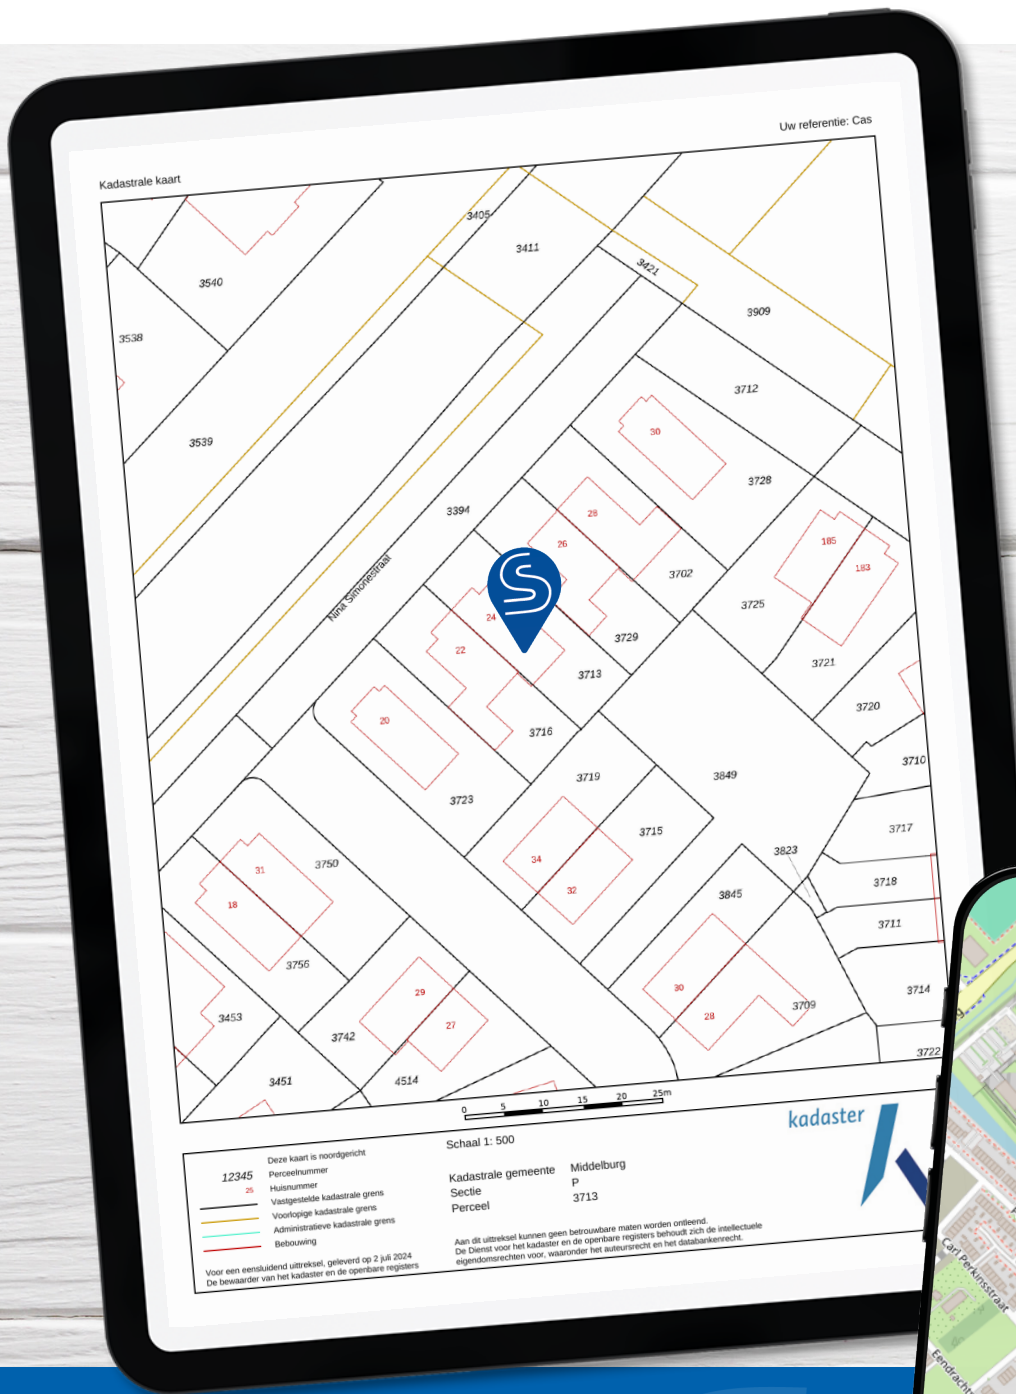 Uw referentie: Cas
Kadastrale kaart
3405
3411
3421
3540
3909
3538
3712
30
3539
3728
3394
28
26
185
183
3702
Nina Simonestraat
3725
24
3729
22
3721
3713
3720
20
3716
3710
3719
3849
3723
3717
3715
3823
34
31
3750
32
3718
3845
18
3711
3756
29
30
3714
3709
3453
27
28
3742
3722
3451
4514
0 5 10 15 20 25m
Schaal 1: 500
kadaster
12345
25
Deze kaart is noordgericht
Perceelnummer
Huisnummer
Vastgestelde kadastrale grens
Voorlopige kadastrale grens
Administratieve kadastrale grens
Bebouwing
Kadastrale gemeente Middelburg
Sectie P
Perceel 3713
Voor een eensluidend uittreksel, geleverd op 2 juli 2024
De bewaarder van het kadaster en de openbare registers
Aan dit uittreksel kunnen geen betrouwbare maten worden ontleend.
De Dienst voor het kadaster en de openbare registers behoudt zich de intellectuele
eigendomsrechten voor, waaronder het auteursrecht en het databankenrecht.
Carl Perkinsstraat